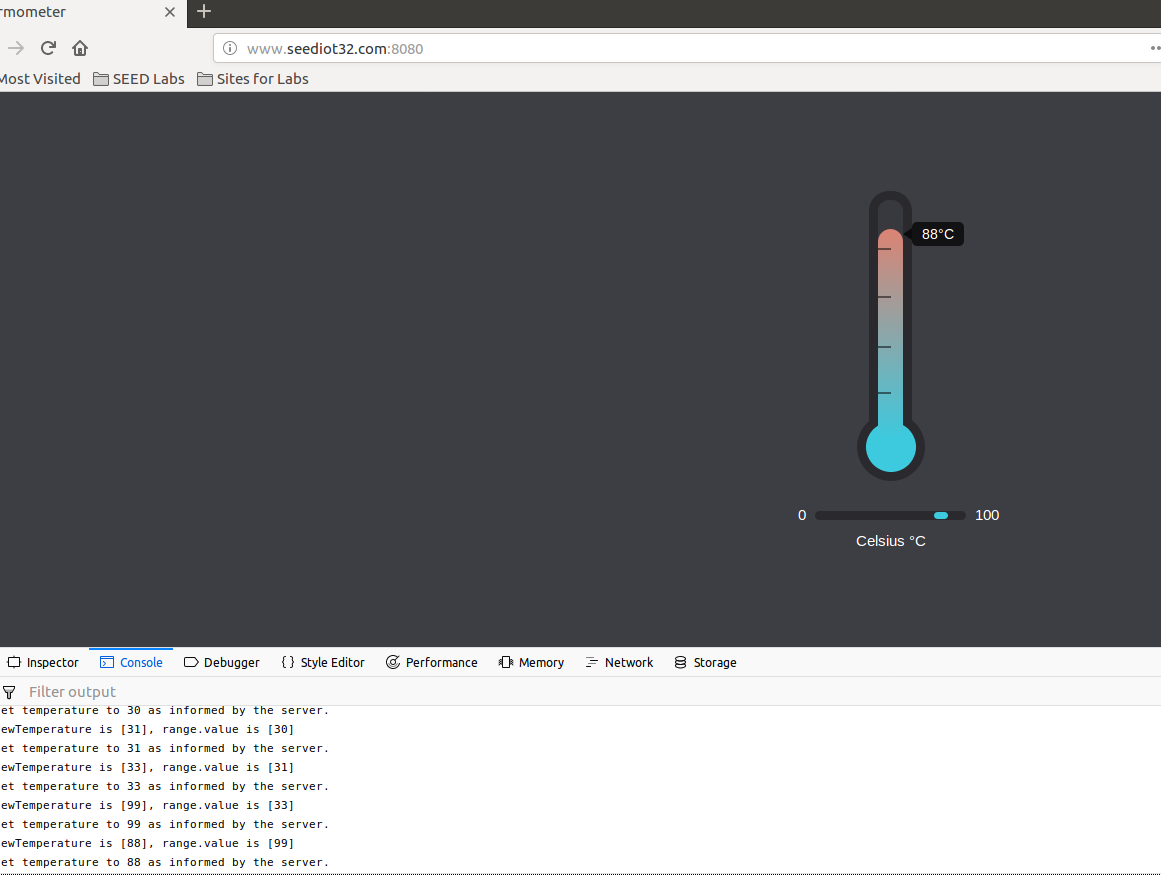 rmometer
www.seediot32.com:8080
Most Visited SEED Labs Sites for Labs
88°C
0 100
Celsius °C
Inspector Console Debugger Style Editor Performance Memory Network Storage
Filter output
et temperature to 30 as informed by the server.
ewTemperature is [31], range.value is [30]
et temperature to 31 as informed by the server.
ewTemperature is [33], range.value is [31]
et temperature to 33 as informed by the server.
ewTemperature is [99], range.value is [33]
et temperature to 99 as informed by the server.
ewTemperature is [88], range.value is [99]
et temperature to 88 as informed by the server.